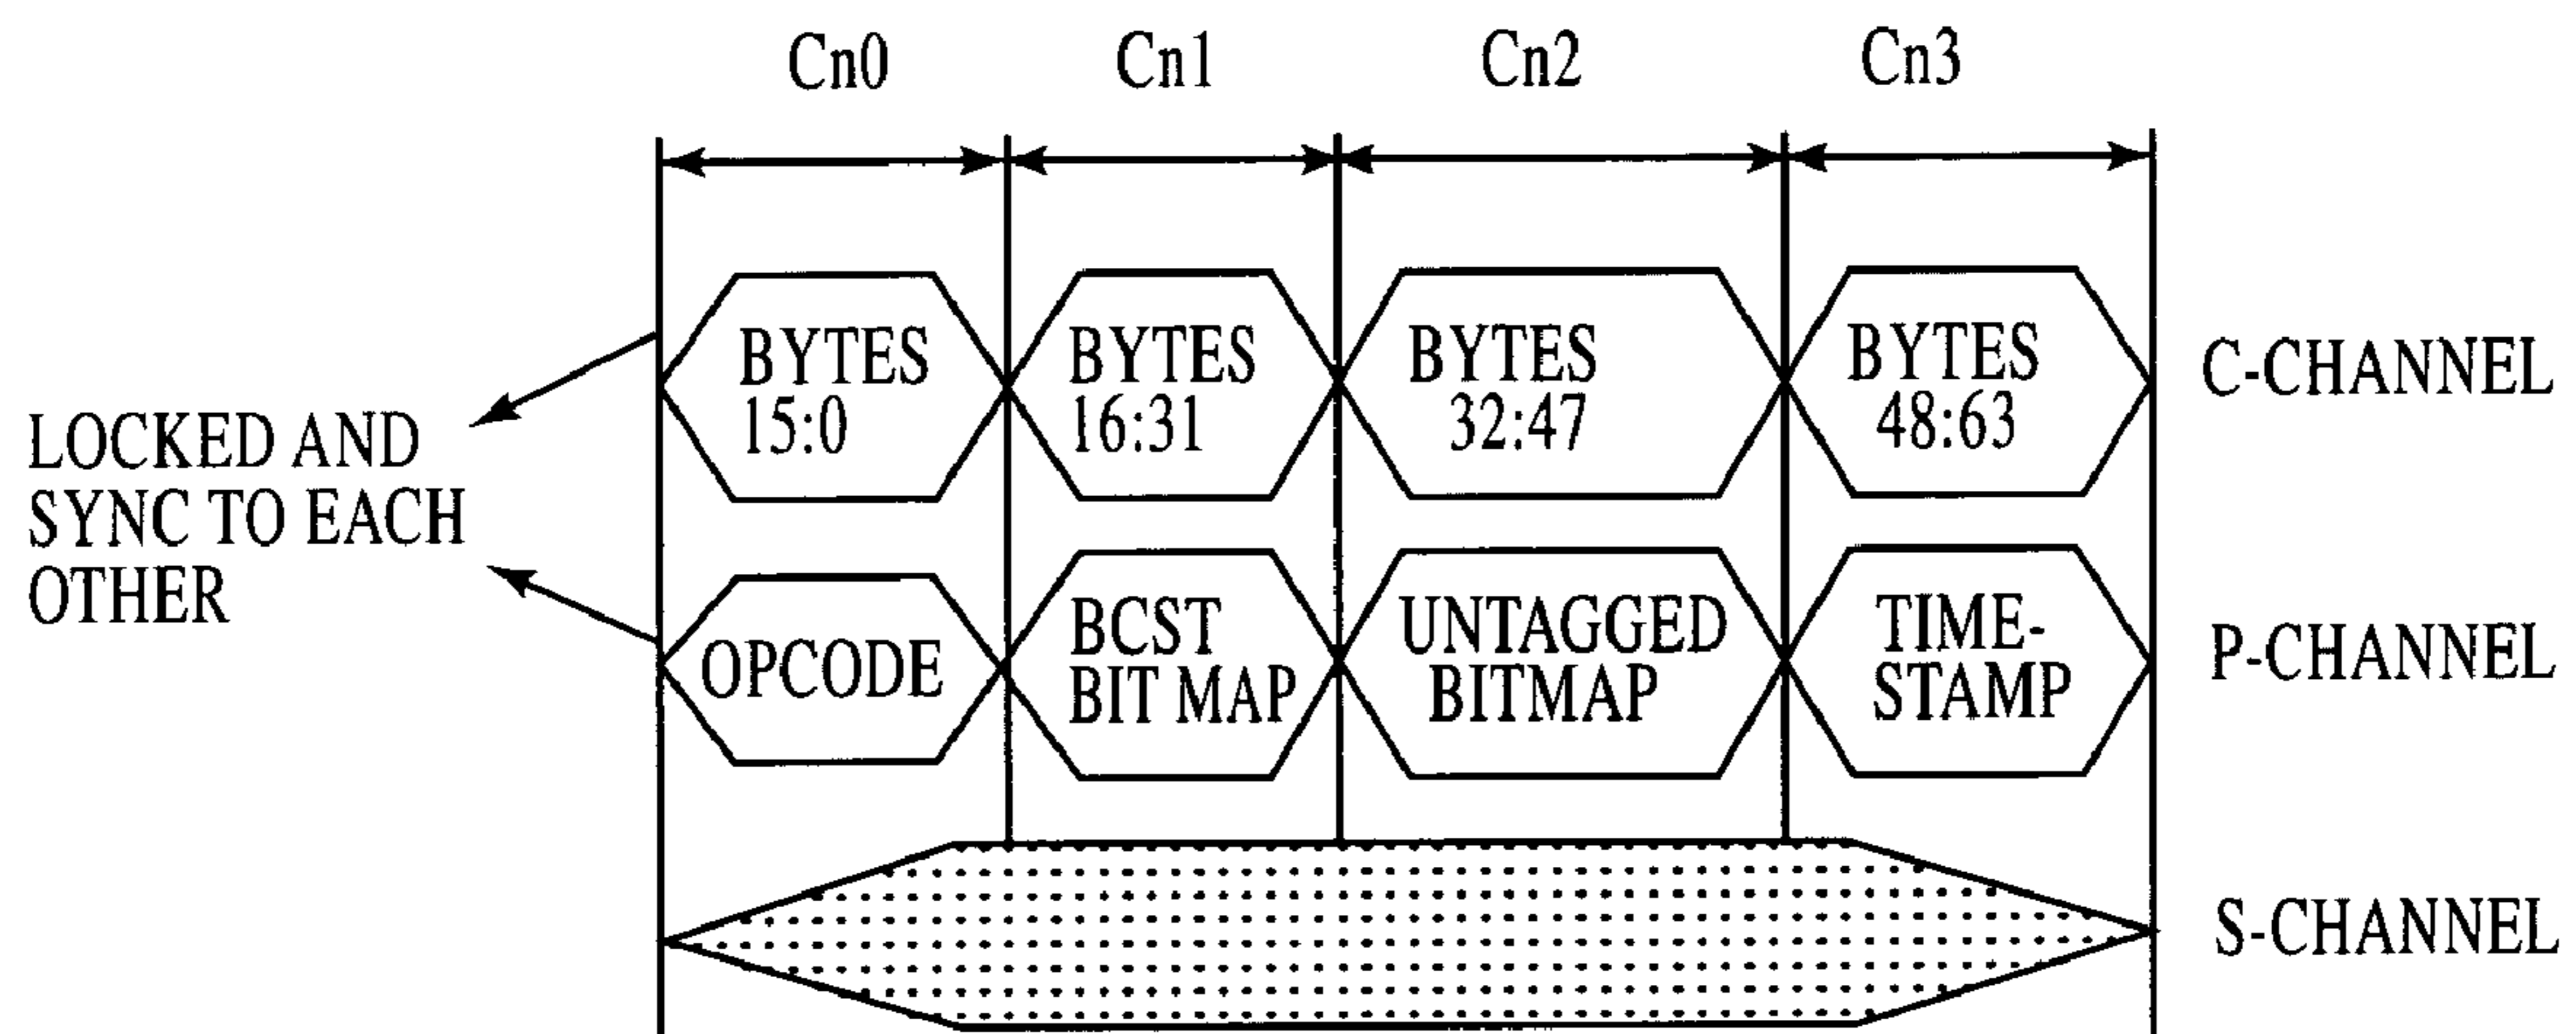 Cn0 Cn1 Cn2 Cn3
BYTES
15:0
BYTES
16:31
BYTES
32:47
BYTES
48:63
C-CHANNEL
LOCKED AND
SYNC TO EACH
OTHER
OPCODE
BCST
BIT MAP
UNTAGGED
BITMAP
TIME-
STAMP
P-CHANNEL
S-CHANNEL